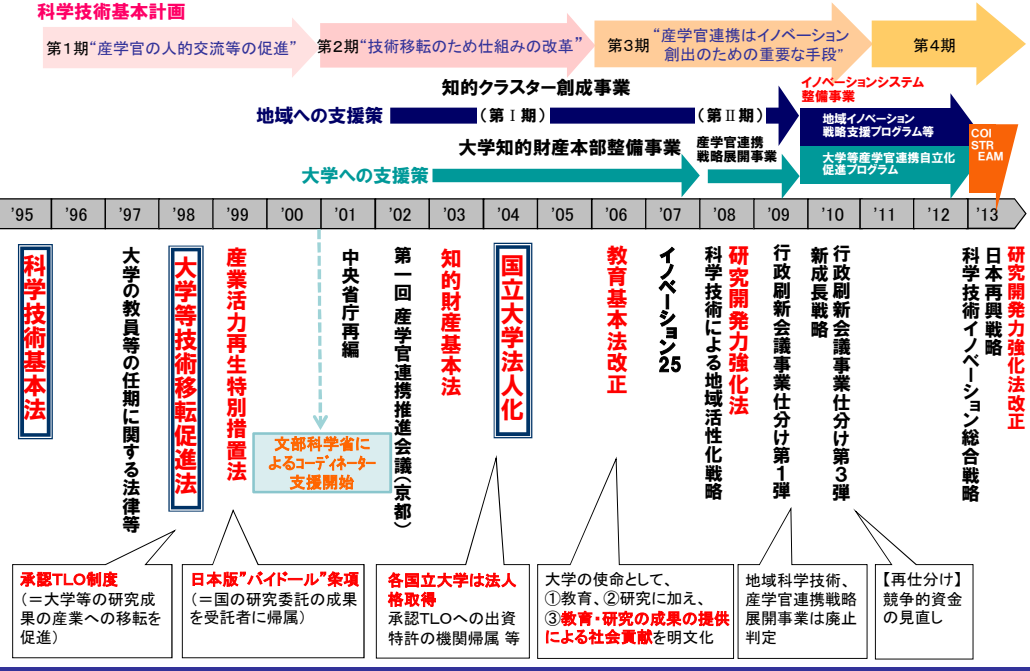 科学技術基本計画
第1期“産学官の人的交流等の促進”
第2期“技術移転のため仕組みの改革”
第3期
“産学官連携はイノベーション
創出のための重要な手段”
第4期
知的クラスター創成事業
地域への支援策
(第Ⅰ期)
(第Ⅱ期)
イノベーションシステム
整備事業
地域イノベーション
戦略支援プログラム等
大学知的財産本部整備事業
産学官連携
戦略展開事業
大学への支援策
大学等産学官連携自立化
促進プログラム
COI
STR
EAM
'95 '96 '97 '98 '99 '00 '01 '02 '03 '04 '05 '06 '07 '08 '09 '10 '11 '12 '13
科学技術基本法
大学の教員等の任期に関する法律等
大学等技術移転促進法
産業活力再生特別措置法
文部科学省に
よるコーディネーター
支援開始
中央省庁再編
第一回 産学官連携推進会議(京都)
知的財産基本法
国立大学法人化
教育基本法改正
イノベーション25
科学技術による地域活性化戦略
研究開発力強化法
行政刷新会議事業仕分け第1弾
新成長戦略
行政刷新会議事業仕分け第3弾
科学技術イノベーション総合戦略
日本再興戦略
研究開発力強化法改正
承認TLO制度
(=大学等の研究成
果の産業への移転を
促進)
日本版”バイドール”条項
(=国の研究委託の成果
を受託者に帰属)
各国立大学は法人
格取得
承認TLOへの出資
特許の機関帰属 等
大学の使命として、
①教育、②研究に加え、
③教育・研究の成果の提供
による社会貢献を明文化
地域科学技術、
産学官連携戦略
展開事業は廃止
判定
【再仕分け】
競争的資金
の見直し